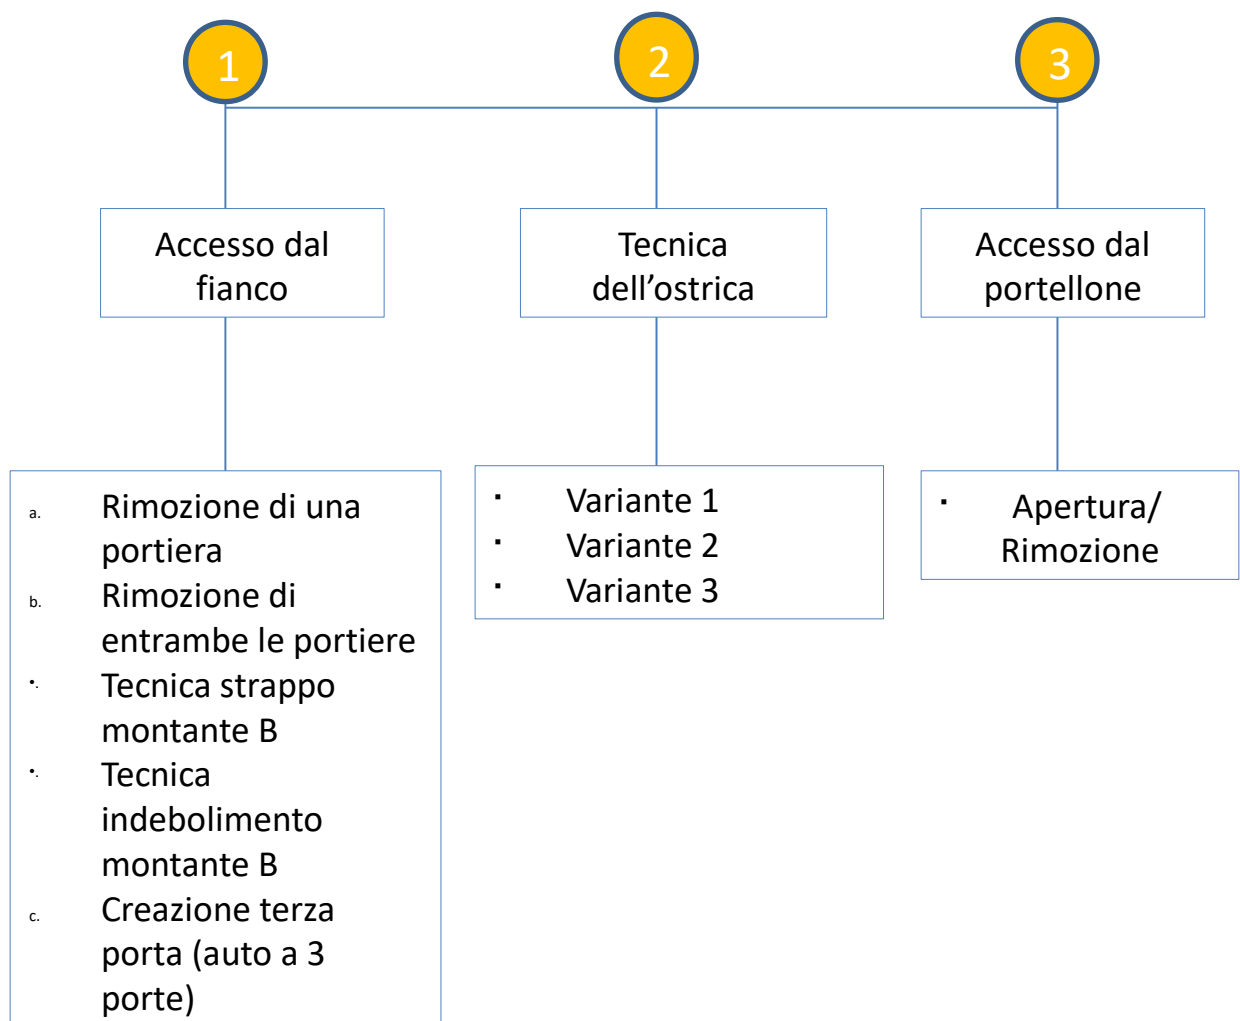 1
2
3
Accesso dal
fianco
Tecnica
dell’ostrica
Accesso dal
portellone
a. Rimozione di una
portiera
b. Rimozione di
entrambe le portiere
•. Tecnica strappo
montante B
•. Tecnica
indebolimento
montante B
c. Creazione terza
porta (auto a 3
porte)
▪ Variante 1
▪ Variante 2
▪ Variante 3
▪ Apertura/
Rimozione